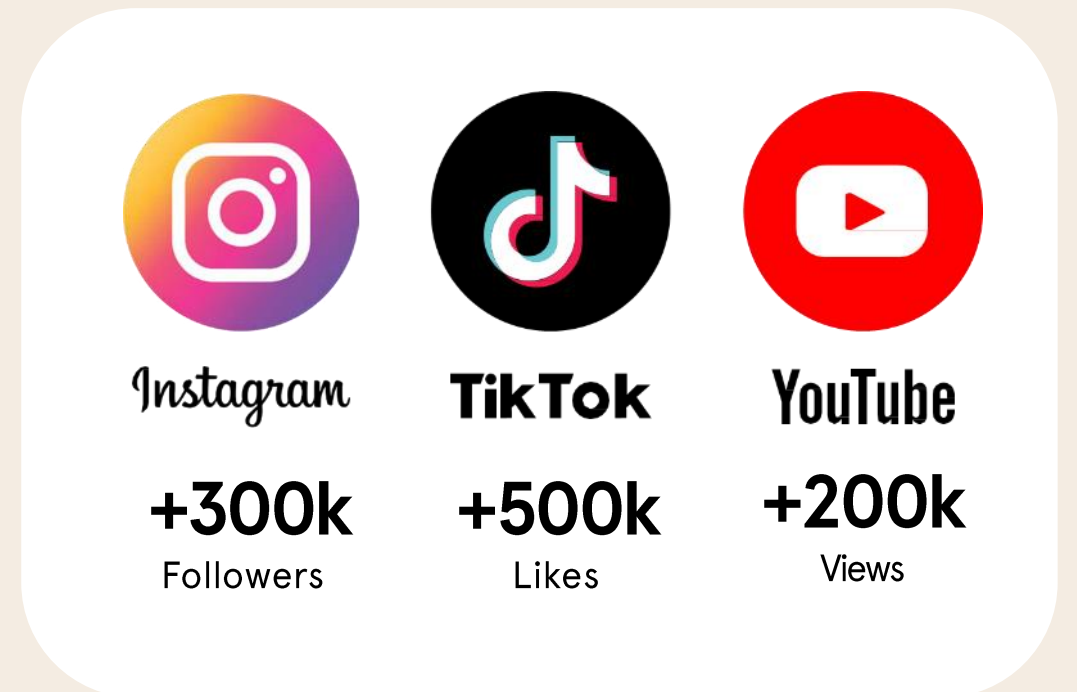 Instagram
TikTok
YouTube
+300k
+500k
+200k
Followers
Likes
Views